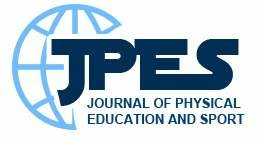 JPES
JOURNAL OF PHYSICAL
EDUCATION AND SPORT